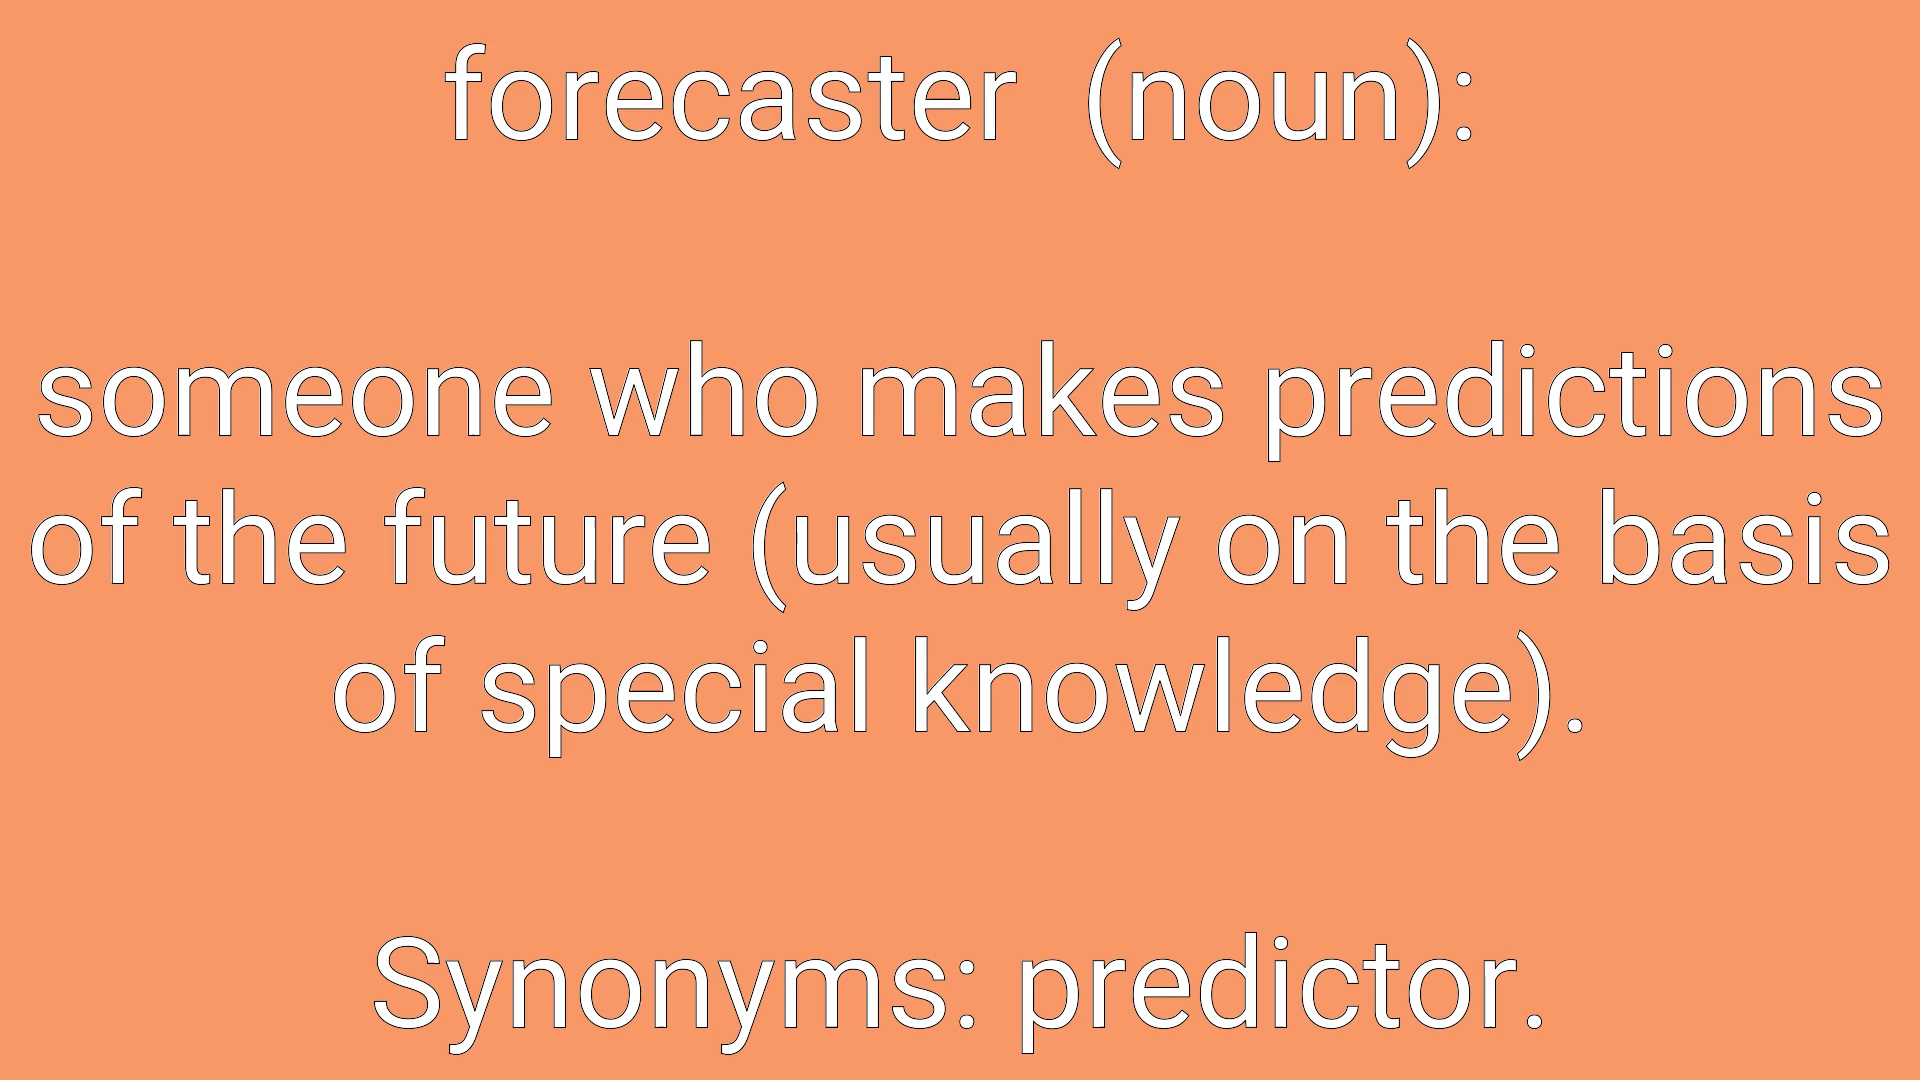 forecaster (noun):
someone who makes predictions
of the future (usually on the basis
of special knowledge).
Synonyms: predictor.